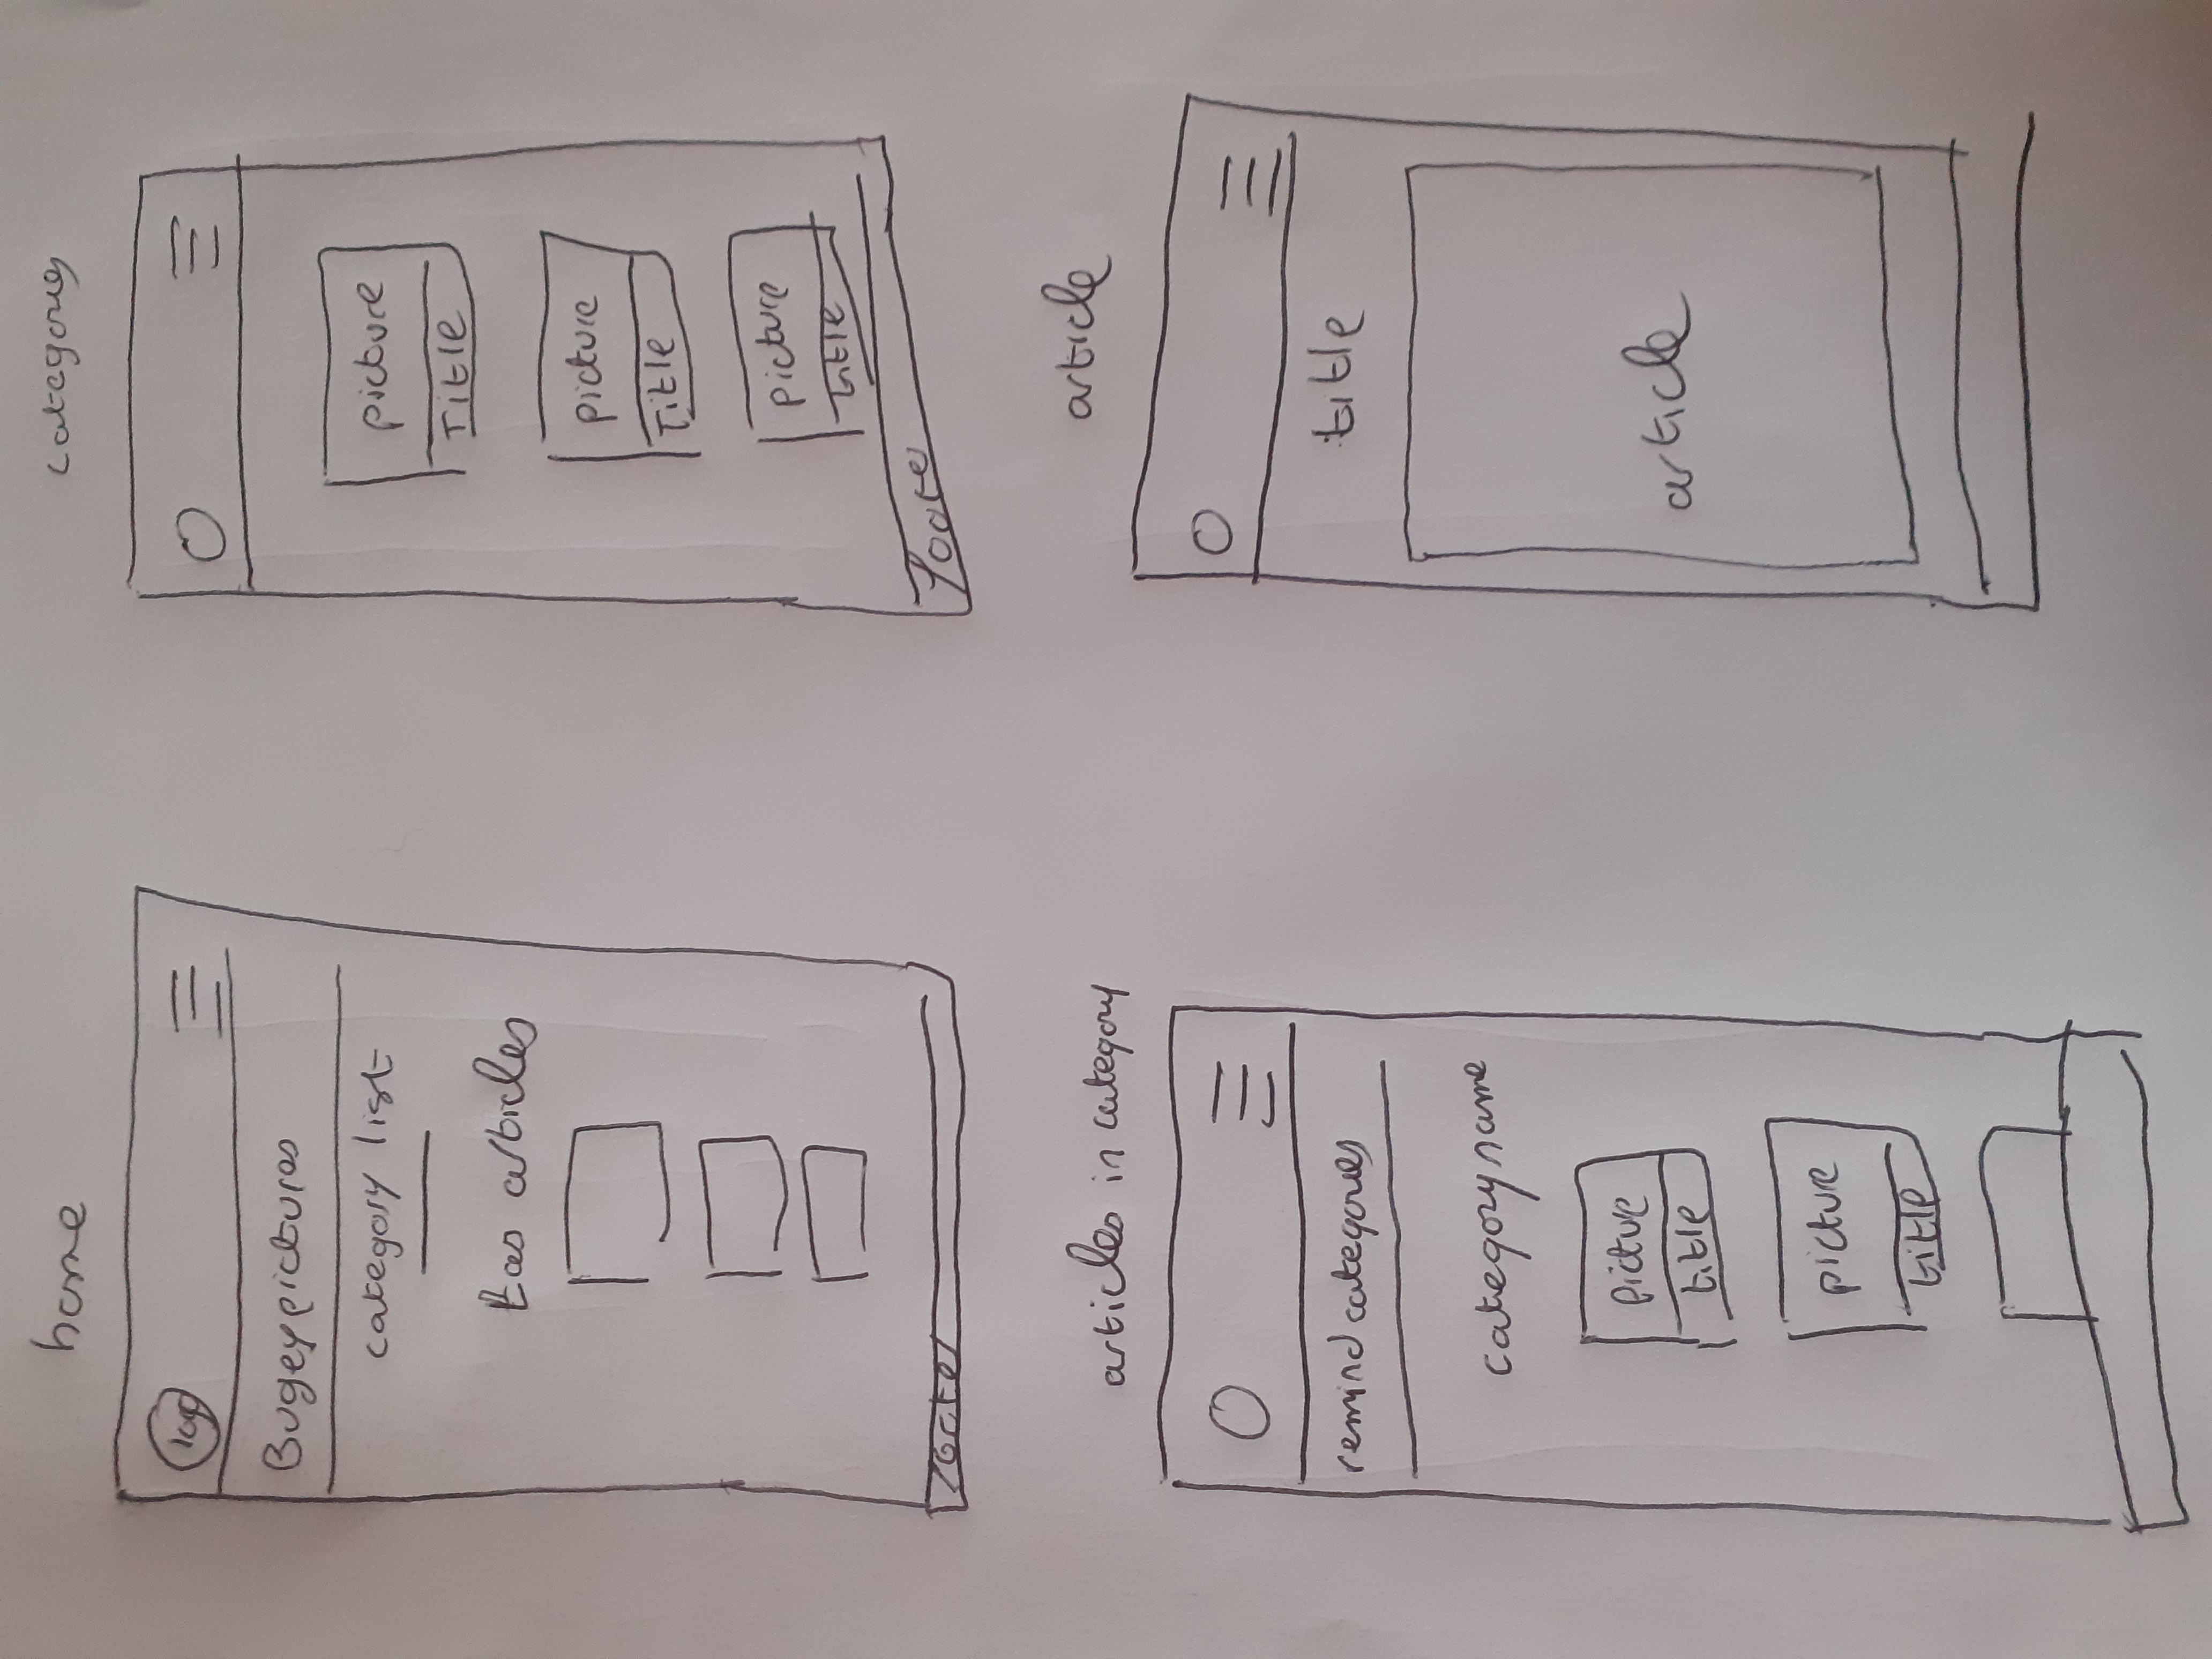 home
logo
Bugeypictures
category list
articles
footer
categories
picture
Title
picture
Title
picture
title
footer
articles in category
remind categories
category name
picture
title
picture
title
article
title
article